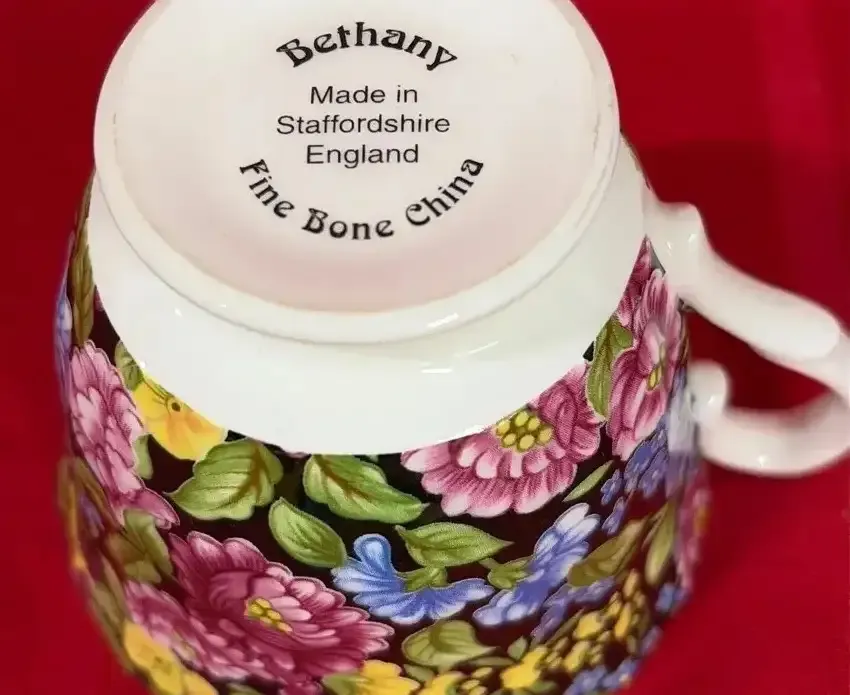 Bethany
Made in
Staffordshire
England
Fine Bone China